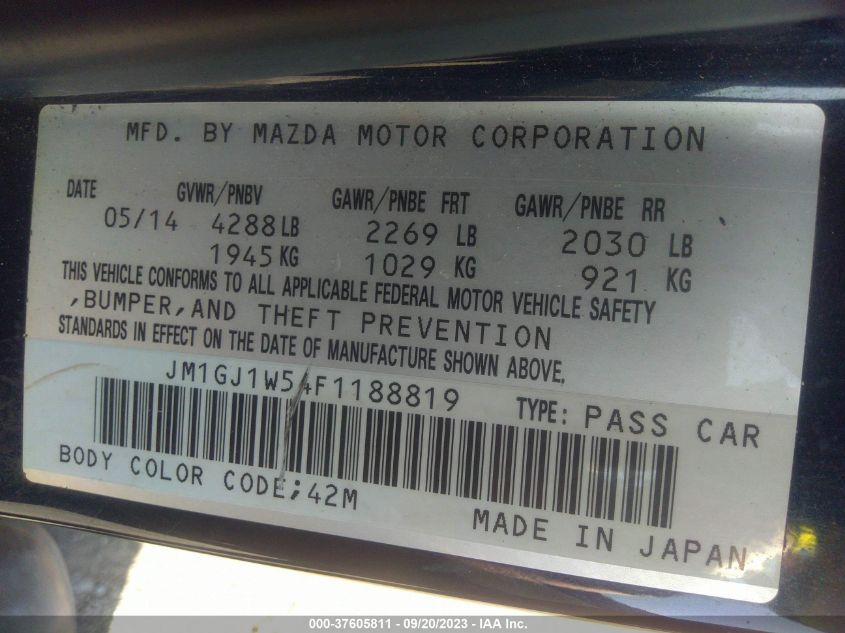 MFD. BY MAZDA MOTOR CORPORATION
DATE GVWR/PNBV GAWR/PNBE FRT GAWR/PNBE RR
05/14 4288 LB 2269 LB 2030 LB
1945 KG 1029 KG 921 KG
THIS VEHICLE CONFORMS TO ALL APPLICABLE FEDERAL MOTOR VEHICLE SAFETY
,BUMPER,AND THEFT PREVENTION
STANDARDS IN EFFECT ON THE DATE OF MANUFACTURE SHOWN ABOVE.
JM1GJ1W54F1188819 TYPE: PASS CAR
BODY COLOR CODE;42M
MADE IN JAPAN
000-37605811 - 09/20/2023 - IAA Inc.